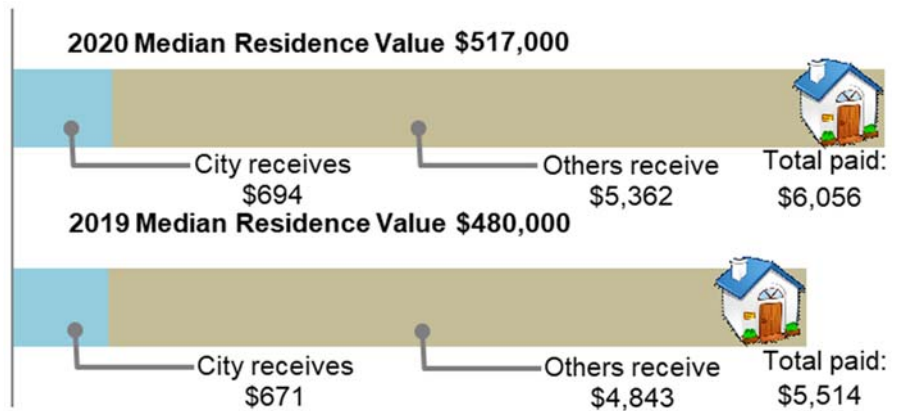 2020 Median Residence Value $517,000
City receives
$694
Others receive
$5,362
Total paid:
$6,056
2019 Median Residence Value $480,000
City receives
$671
Others receive
$4,843
Total paid:
$5,514